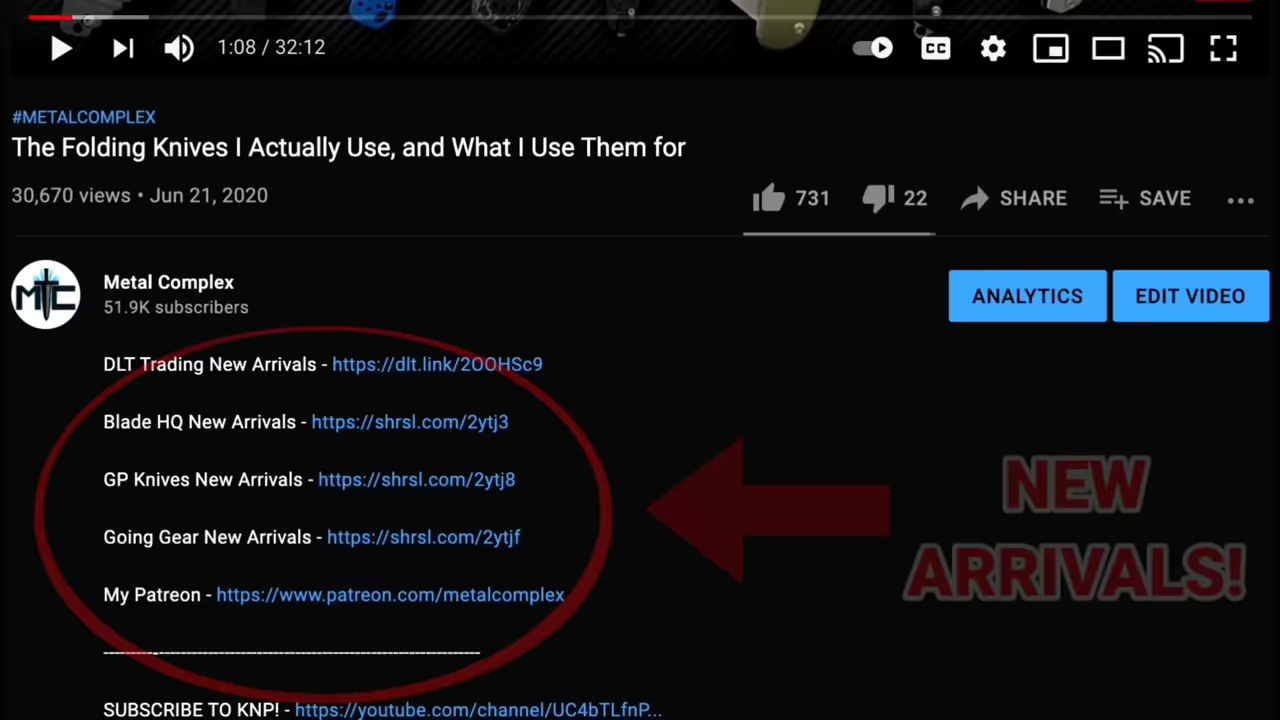 1:08 / 32:12
CC
#METALCOMPLEX
The Folding Knives I Actually Use, and What I Use Them for
30,670 views • Jun 21, 2020
731
22
SHARE
SAVE
MTC
Metal Complex
51.9K subscribers
ANALYTICS
EDIT VIDEO
DLT Trading New Arrivals - https://dlt.link/2OOHSc9
Blade HQ New Arrivals - https://shrsl.com/2ytj3
GP Knives New Arrivals - https://shrsl.com/2ytj8
Going Gear New Arrivals - https://shrsl.com/2ytjf
My Patreon - https://www.patreon.com/metalcomplex
NEW
ARRIVALS!
SUBSCRIBE TO KNP! - https://youtube.com/channel/UC4bTLfnP...